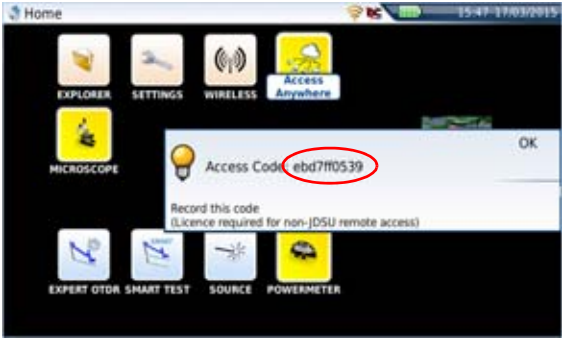 Home
15:47 17/03/2015
EXPLORER
SETTINGS
WIRELESS
Access
Anywhere
MICROSCOPE
OK
Access Code: ebd7ff0539
Record this code
(Licence required for non-JDSU remote access)
EXPERT OTDR
SMART TEST
SOURCE
POWERMETER